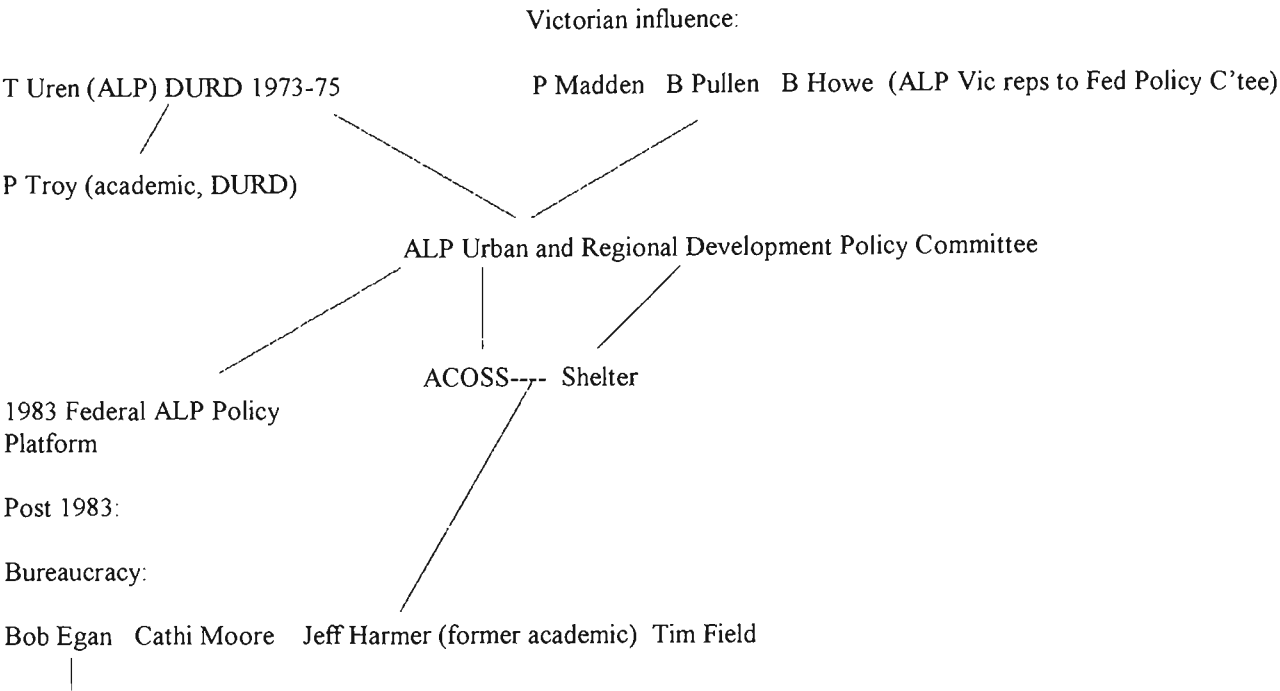 Victorian influence:
T Uren (ALP) DURD 1973-75
P Madden B Pullen B Howe (ALP Vic reps to Fed Policy C'tee)
P Troy (academic, DURD)
ALP Urban and Regional Development Policy Committee
ACOSS---- Shelter
1983 Federal ALP Policy
Platform
Post 1983:
Bureaucracy:
Bob Egan Cathi Moore Jeff Harmer (former academic) Tim Field